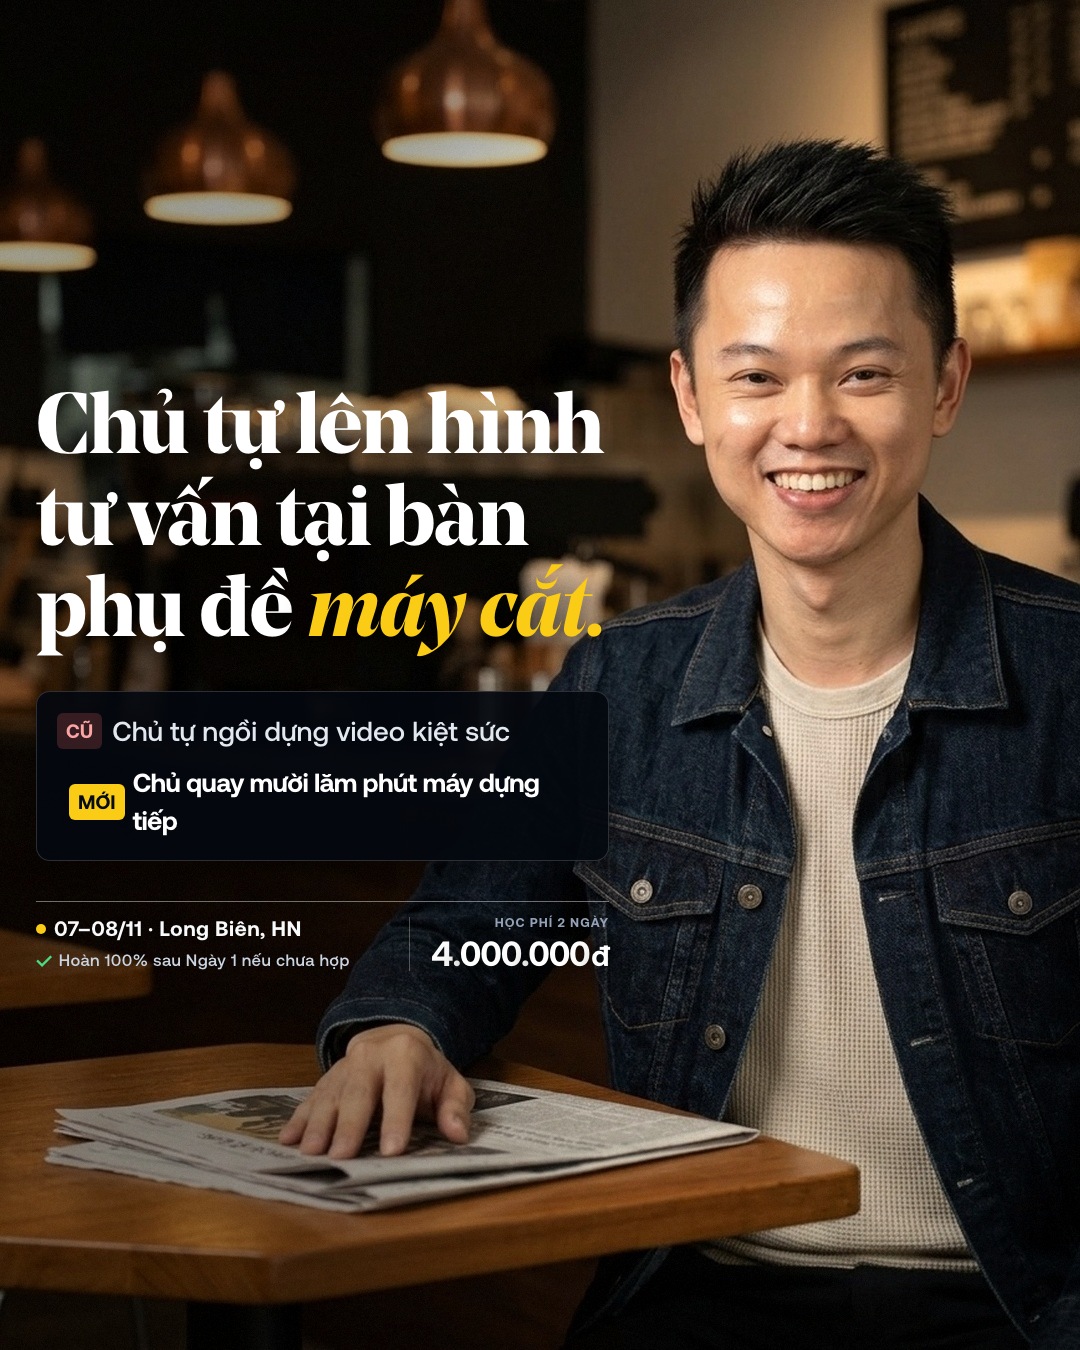 Chủ tự lên hình
tư vấn tại bàn
phụ đề máy cắt.
CŨ Chủ tự ngồi dựng video kiệt sức
MỚI Chủ quay mười lăm phút máy dựng
tiếp
07–08/11 · Long Biên, HN
Hoàn 100% sau Ngày 1 nếu chưa hợp
HỌC PHÍ 2 NGÀY
4.000.000đ